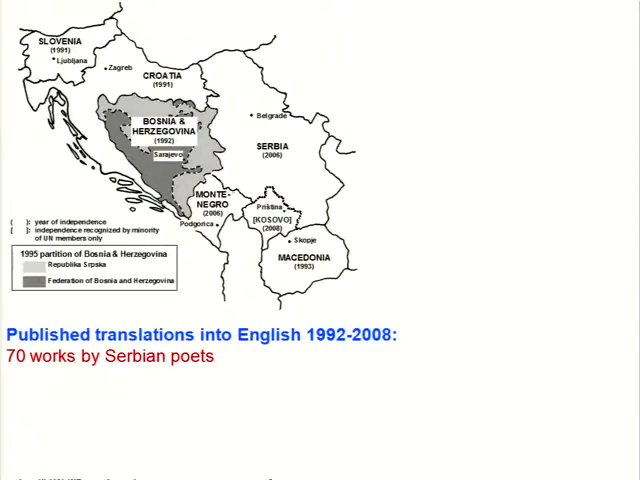 SLOVENIA
(1991)
Ljubljana
Zagreb
CROATIA
(1991)
BOSNIA &
HERZEGOVINA
(1992)
Sarajevo
Belgrade
SERBIA
(2006)
MONTE-
NEGRO
(2006)
Podgorica
Priština
[KOSOVO]
(2008)
Skopje
MACEDONIA
(1993)
( ): year of independence
[ ]: independence recognized by minority
of UN members only
1995 partition of Bosnia & Herzegovina
Republika Srpska
Federation of Bosnia and Herzegovina
Published translations into English 1992-2008:
70 works by Serbian poets